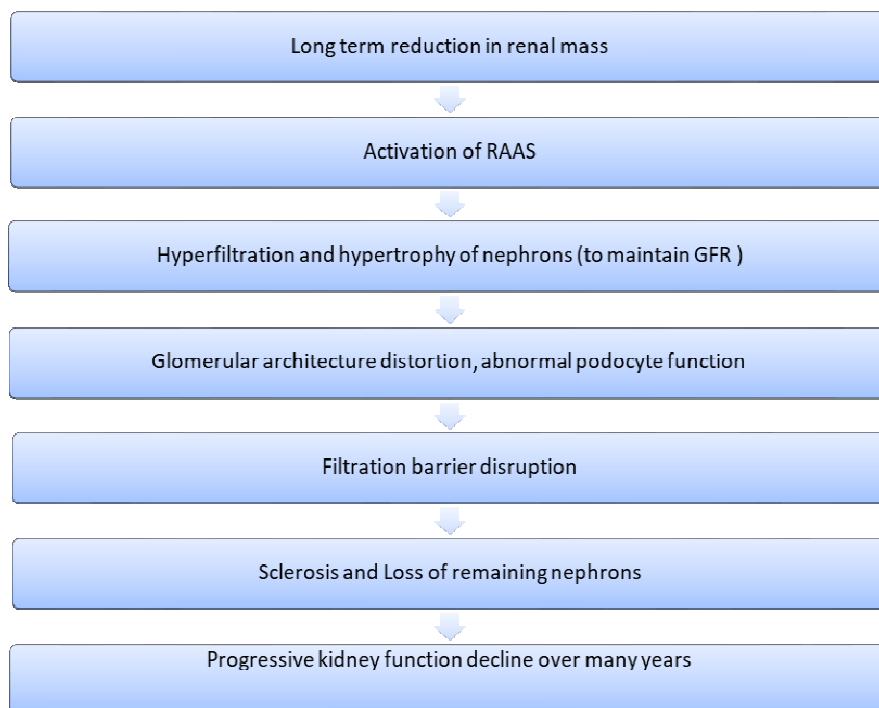 Long term reduction in renal mass
Activation of RAAS
Hyperfiltration and hypertrophy of nephrons (to maintain GFR )
Glomerular architecture distortion, abnormal podocyte function
Filtration barrier disruption
Sclerosis and Loss of remaining nephrons
Progressive kidney function decline over many years